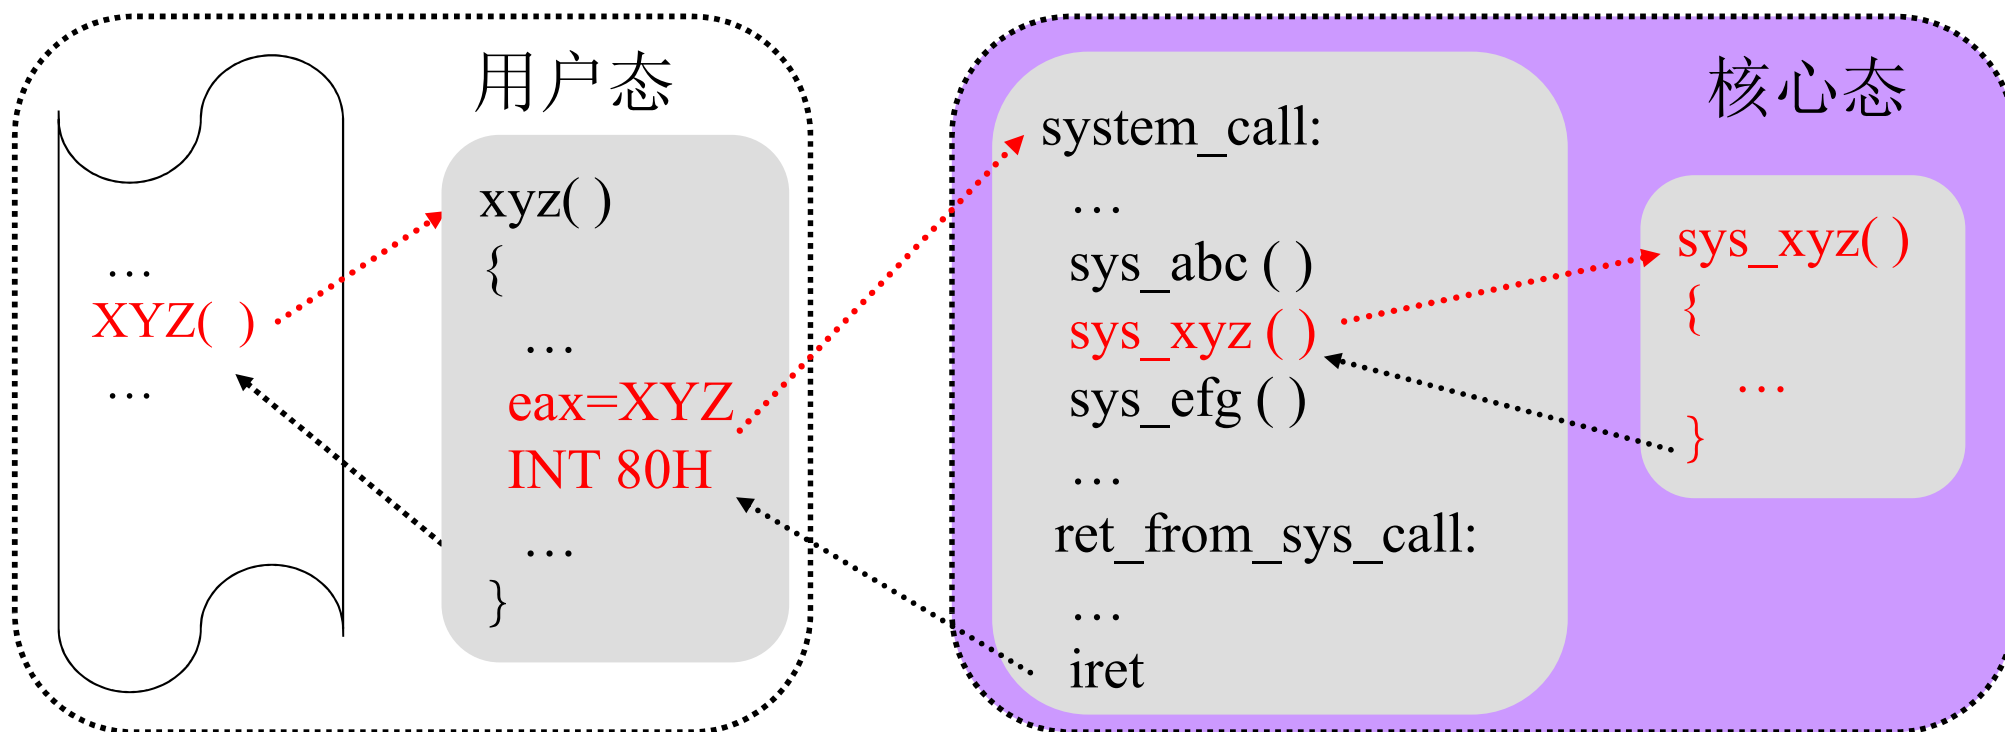 用户态
…
XYZ( )
…
xyz( )
{
…
eax=XYZ
INT 80H
…
}
核心态
system_call:
…
sys_abc ( )
sys_xyz ( )
sys_efg ( )
…
ret_from_sys_call:
…
iret
sys_xyz( )
{
…
}